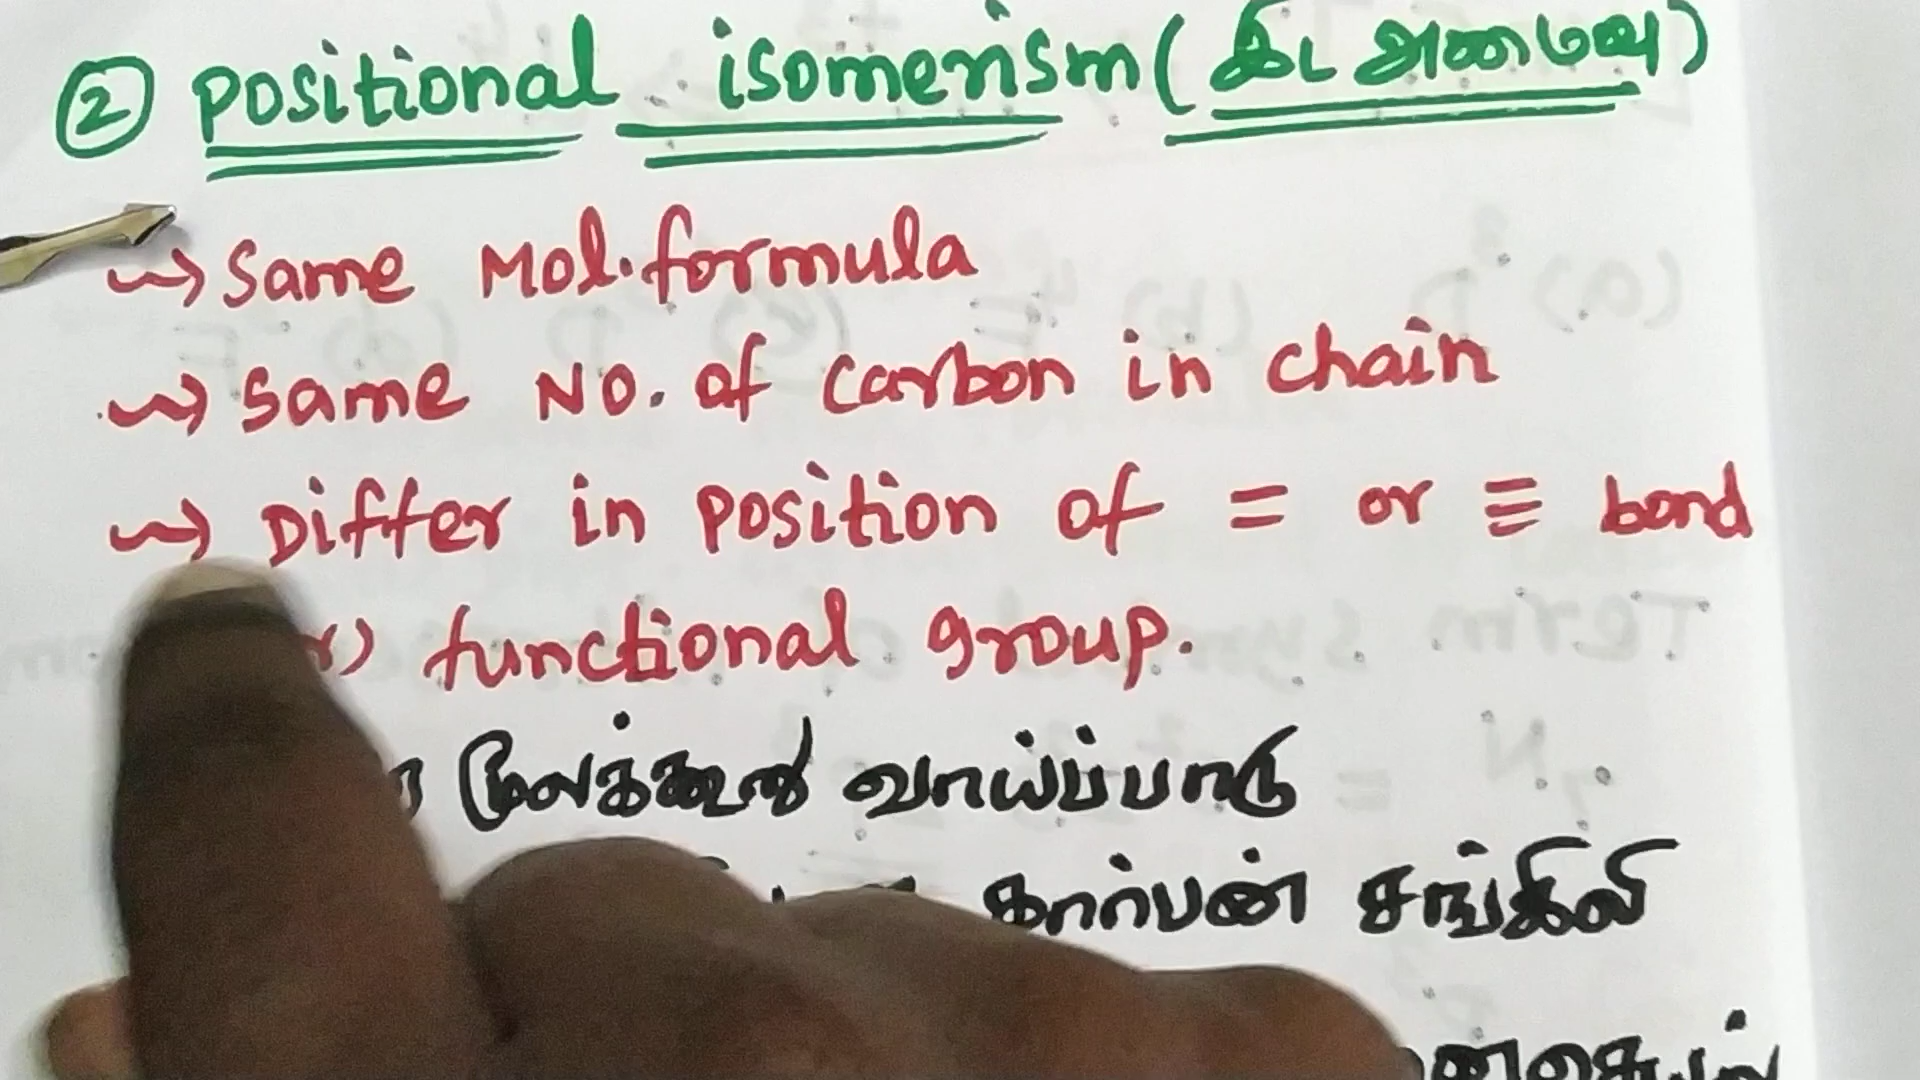 ② Positional isomerism (இட அணமவு)
→ Same Mol. formula
→ Same No. of carbon in chain
→ Differ in position of = or ≡ bond
functional group.
மூலக்கூறு வாய்ப்பாடு
கார்பன் சங்கிலி